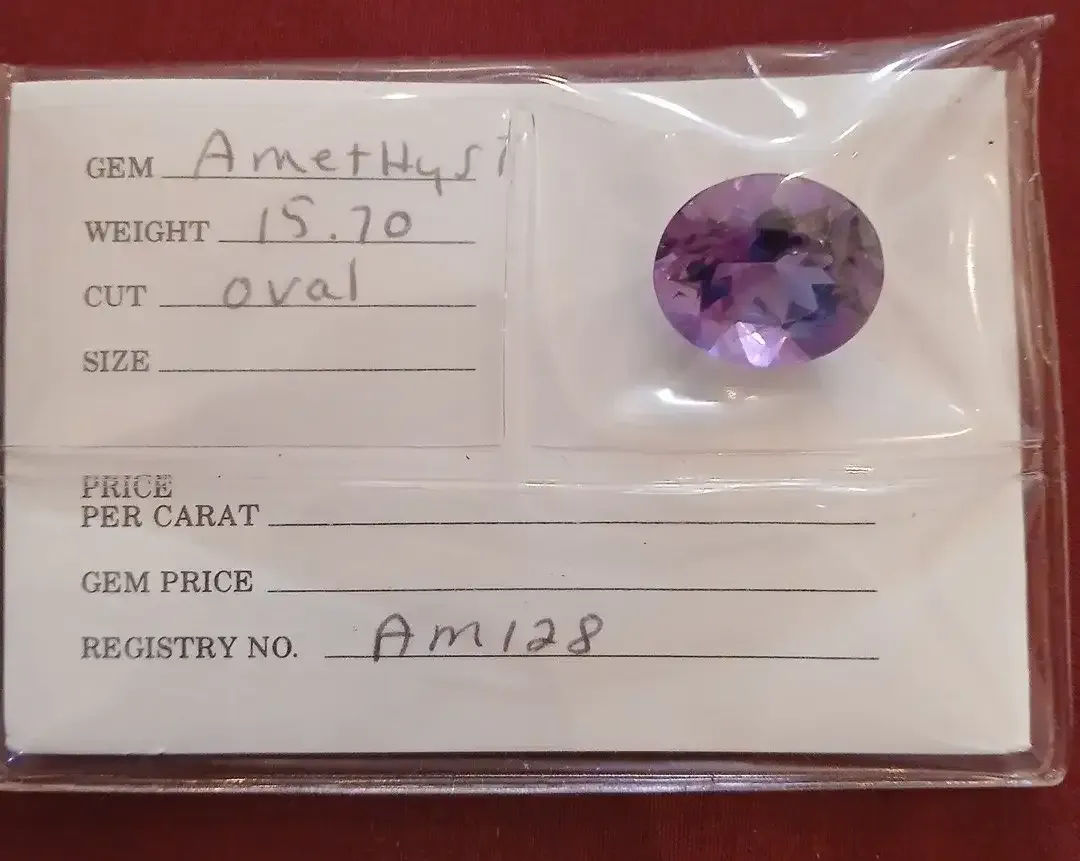 GEM AmetHyst
WEIGHT 15.70
CUT oval
SIZE
PRICE
PER CARAT
GEM PRICE
REGISTRY NO. Am128